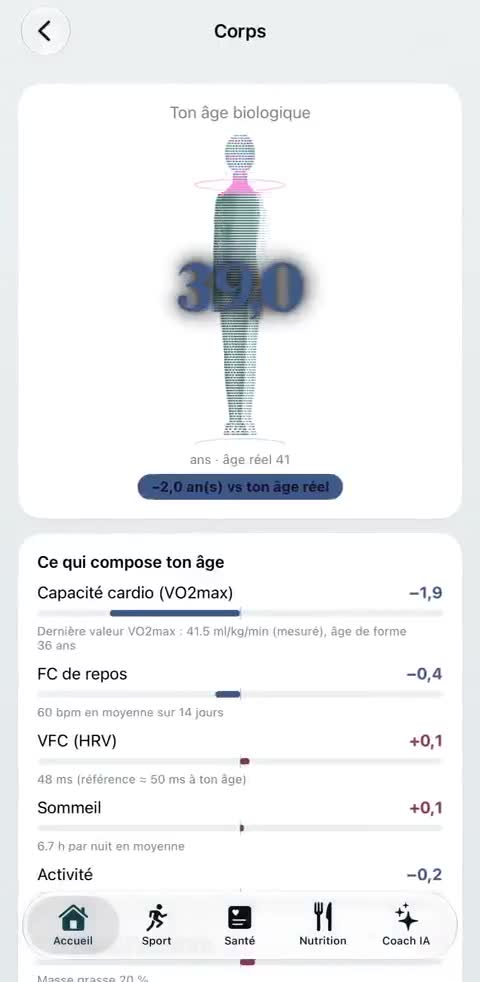 Corps
Ton âge biologique
39,0
ans · âge réel 41
−2,0 an(s) vs ton âge réel
Ce qui compose ton âge
Capacité cardio (VO2max) −1,9
Dernière valeur VO2max : 41.5 ml/kg/min (mesuré), âge de forme
36 ans
FC de repos −0,4
60 bpm en moyenne sur 14 jours
VFC (HRV) +0,1
48 ms (référence ≈ 50 ms à ton âge)
Sommeil +0,1
6.7 h par nuit en moyenne
Activité −0,2
Accueil Sport Santé Nutrition Coach IA
Masse grasse 20 %